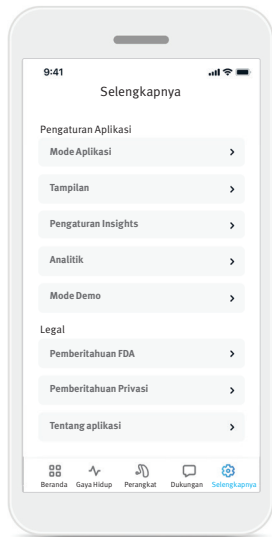 9:41
Selengkapnya
Pengaturan Aplikasi
Mode Aplikasi
Tampilan
Pengaturan Insights
Analitik
Mode Demo
Legal
Pemberitahuan FDA
Pemberitahuan Privasi
Tentang aplikasi
Beranda Gaya Hidup Perangkat Dukungan Selengkapnya